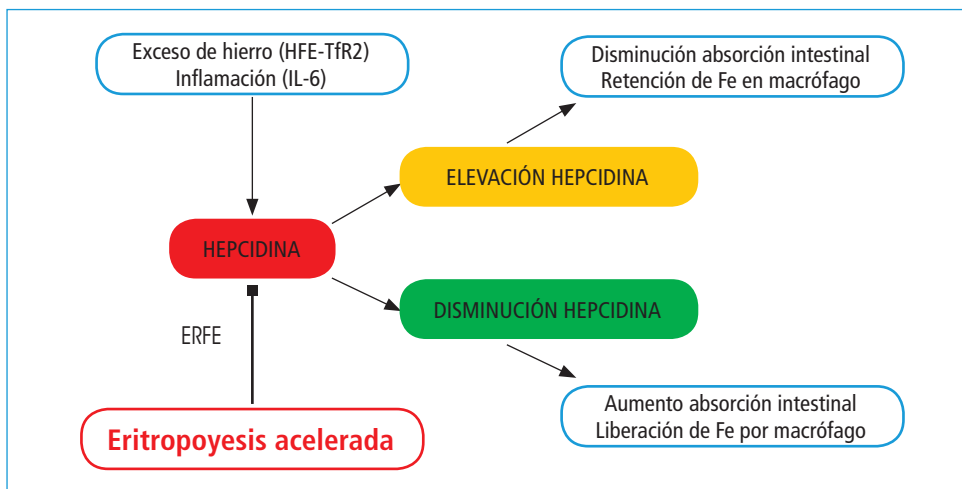 Exceso de hierro (HFE-TfR2)
Inflamación (IL-6)
Disminución absorción intestinal
Retención de Fe en macrófago
ELEVACIÓN HEPCIDINA
HEPCIDINA
DISMINUCIÓN HEPCIDINA
ERFE
Eritropoyesis acelerada
Aumento absorción intestinal
Liberación de Fe por macrófago